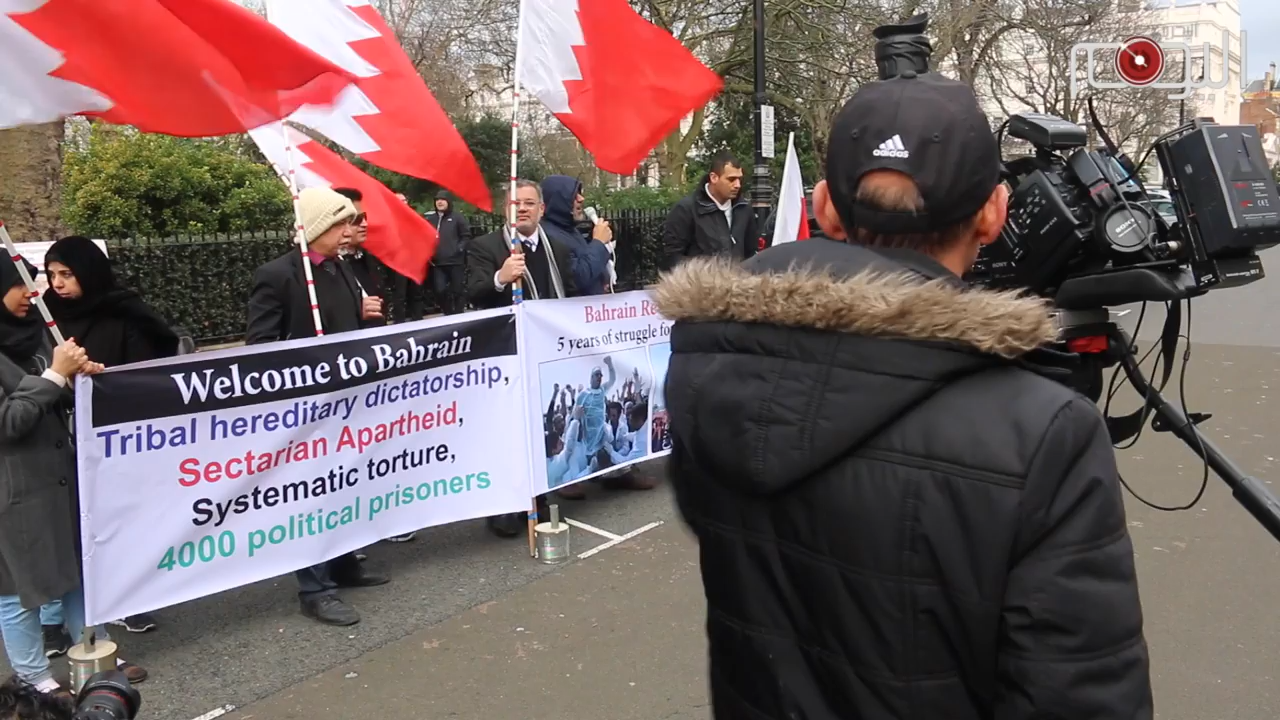 adidas
SONY
Welcome to Bahrain
Tribal hereditary dictatorship,
Sectarian Apartheid,
Systematic torture,
4000 political prisoners
Bahrain Re
5 years of struggle fo
SONY